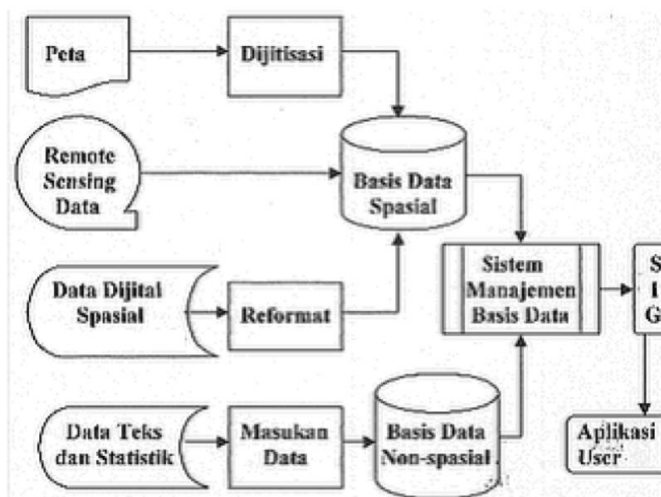 Peta
Dijitisasi
Remote
Sensing
Data
Basis Data
Spasial
Data Dijital
Spasial
Reformat
Sistem
Manajemen
Basis Data
S
I
G
Data Teks
dan Statistik
Masukan
Data
Basis Data
Non-spasial
Aplikasi
User